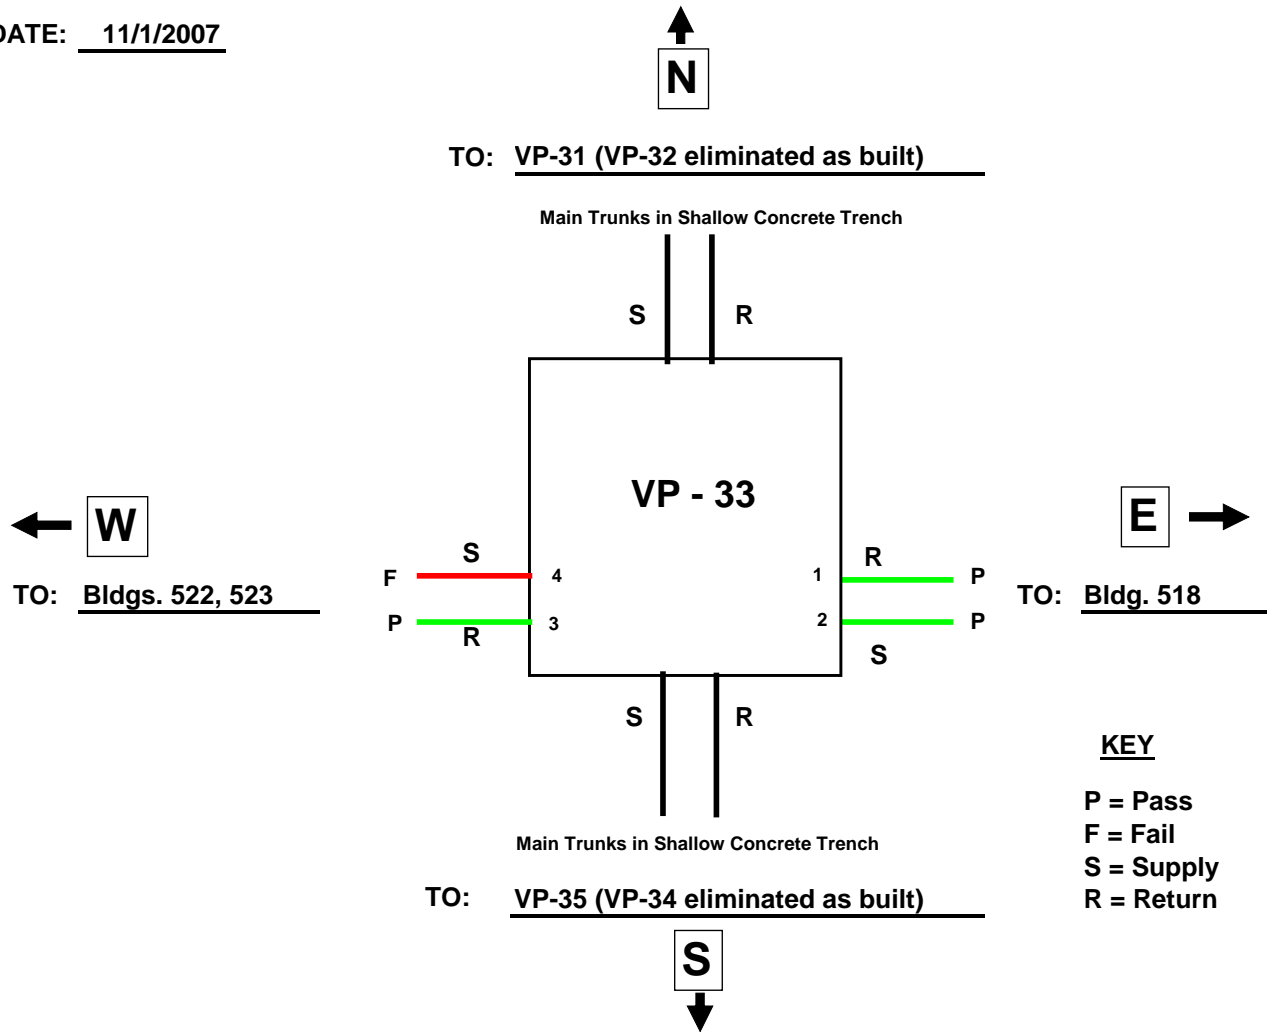 DATE: 11/1/2007
N
TO: VP-31 (VP-32 eliminated as built)
Main Trunks in Shallow Concrete Trench
S R
VP - 33
W
E
TO: Bldgs. 522, 523
TO: Bldg. 518
F S 4
1 R P
P R 3
2 S P
S R
Main Trunks in Shallow Concrete Trench
TO: VP-35 (VP-34 eliminated as built)
S
KEY
P = Pass
F = Fail
S = Supply
R = Return